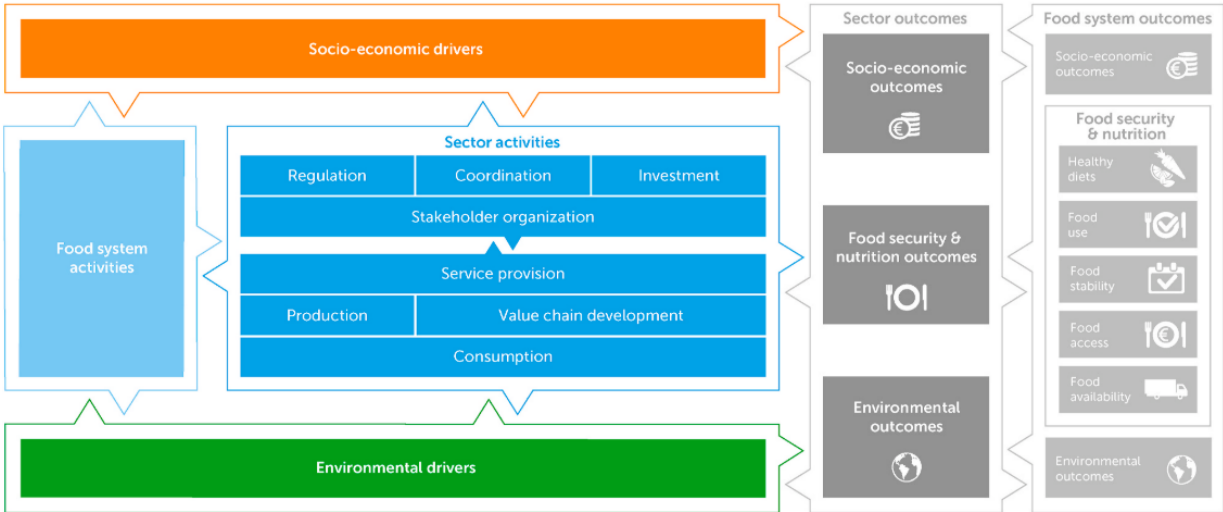 Socio-economic drivers
Food system
activities
Sector activities
Regulation
Coordination
Investment
Stakeholder organization
Service provision
Production
Value chain development
Consumption
Environmental drivers
Sector outcomes
Socio-economic
outcomes
€
Food security &
nutrition outcomes
Environmental
outcomes
Food system outcomes
Socio-economic
outcomes
€
Food security
& nutrition
Healthy
diets
Food
use
Food
stability
Food
access
€
Food
availability
Environmental
outcomes